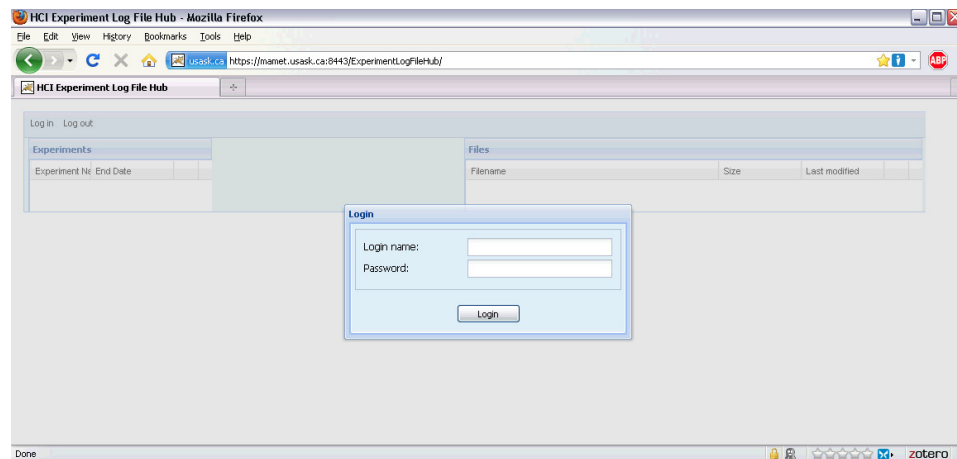 HCI Experiment Log File Hub - Mozilla Firefox
File Edit View History Bookmarks Tools Help
usask.ca https://mamet.usask.ca:8443/ExperimentLogFileHub/
ABP
HCI Experiment Log File Hub
Log in Log out
Experiments Files
Experiment Na End Date Filename Size Last modified
Login
Login name:
Password:
Login
Done zotero